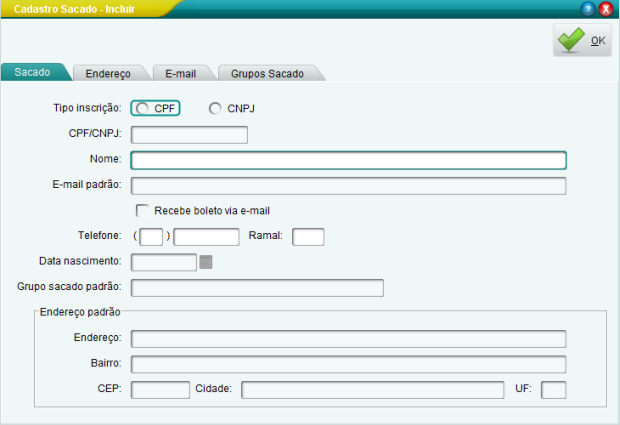 Cadastro Sacado - Incluir
OK
Sacado Endereço E-mail Grupos Sacado
Tipo inscrição: CPF CNPJ
CPF/CNPJ:
Nome:
E-mail padrão:
Recebe boleto via e-mail
Telefone: ( ) Ramal:
Data nascimento:
Grupo sacado padrão:
Endereço padrão
Endereço:
Bairro:
CEP: Cidade: UF: